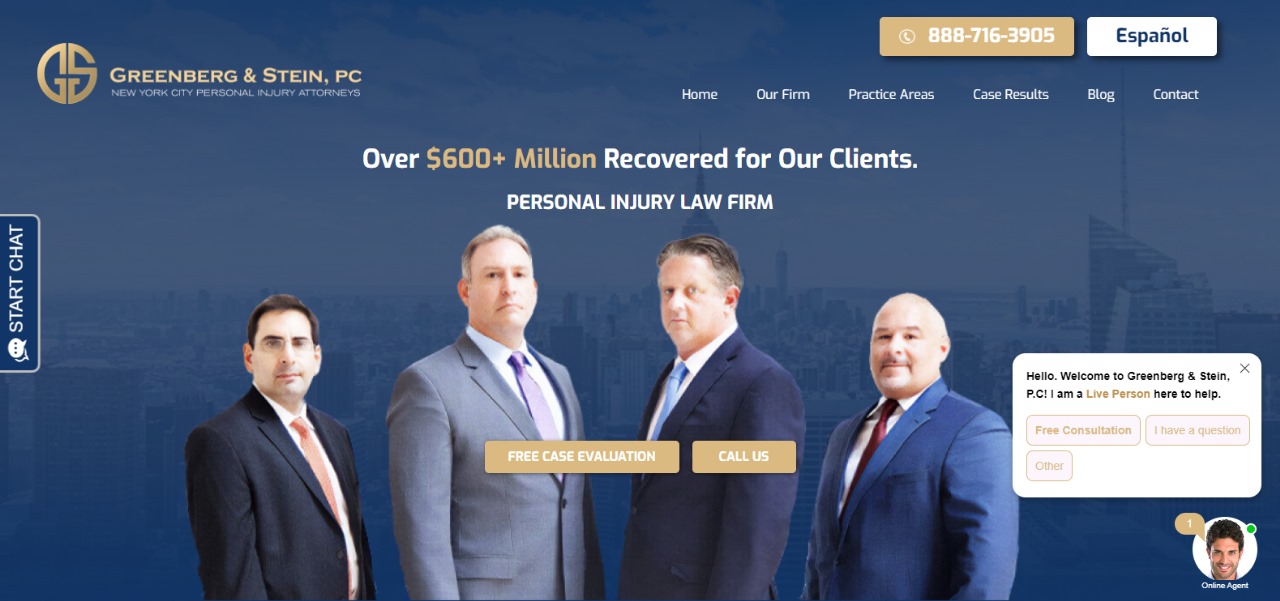 888-716-3905
Español
GREENBERG & STEIN, PC
NEW YORK CITY PERSONAL INJURY ATTORNEYS
Home
Our Firm
Practice Areas
Case Results
Blog
Contact
Over $600+ Million Recovered for Our Clients.
PERSONAL INJURY LAW FIRM
START CHAT
FREE CASE EVALUATION
CALL US
Hello. Welcome to Greenberg & Stein,
P.C! I am a Live Person here to help.
Free Consultation
I have a question
Other
1
Online Agent